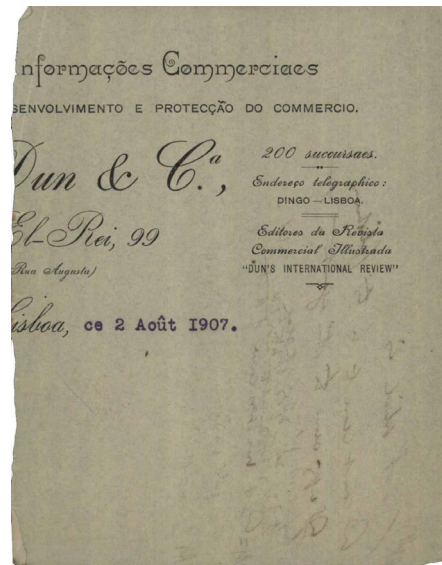 nformações Commerciaes
SENVOLVIMENTO E PROTECÇÃO DO COMMERCIO.
Dun & C.ª,
El-Rei, 99
Rua Augusta)
Lisboa, ce 2 Août 1907.
200 succursaes.
Endereço telegraphico:
DINGO—LISBOA.
Editores da Revista
Commercial Illustrada
"DUN'S INTERNATIONAL REVIEW"